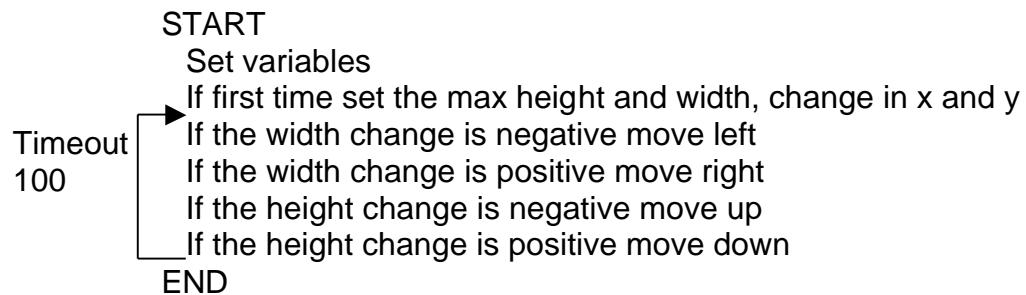 START
Set variables
If first time set the max height and width, change in x and y
If the width change is negative move left
If the width change is positive move right
If the height change is negative move up
If the height change is positive move down
END
Timeout
100